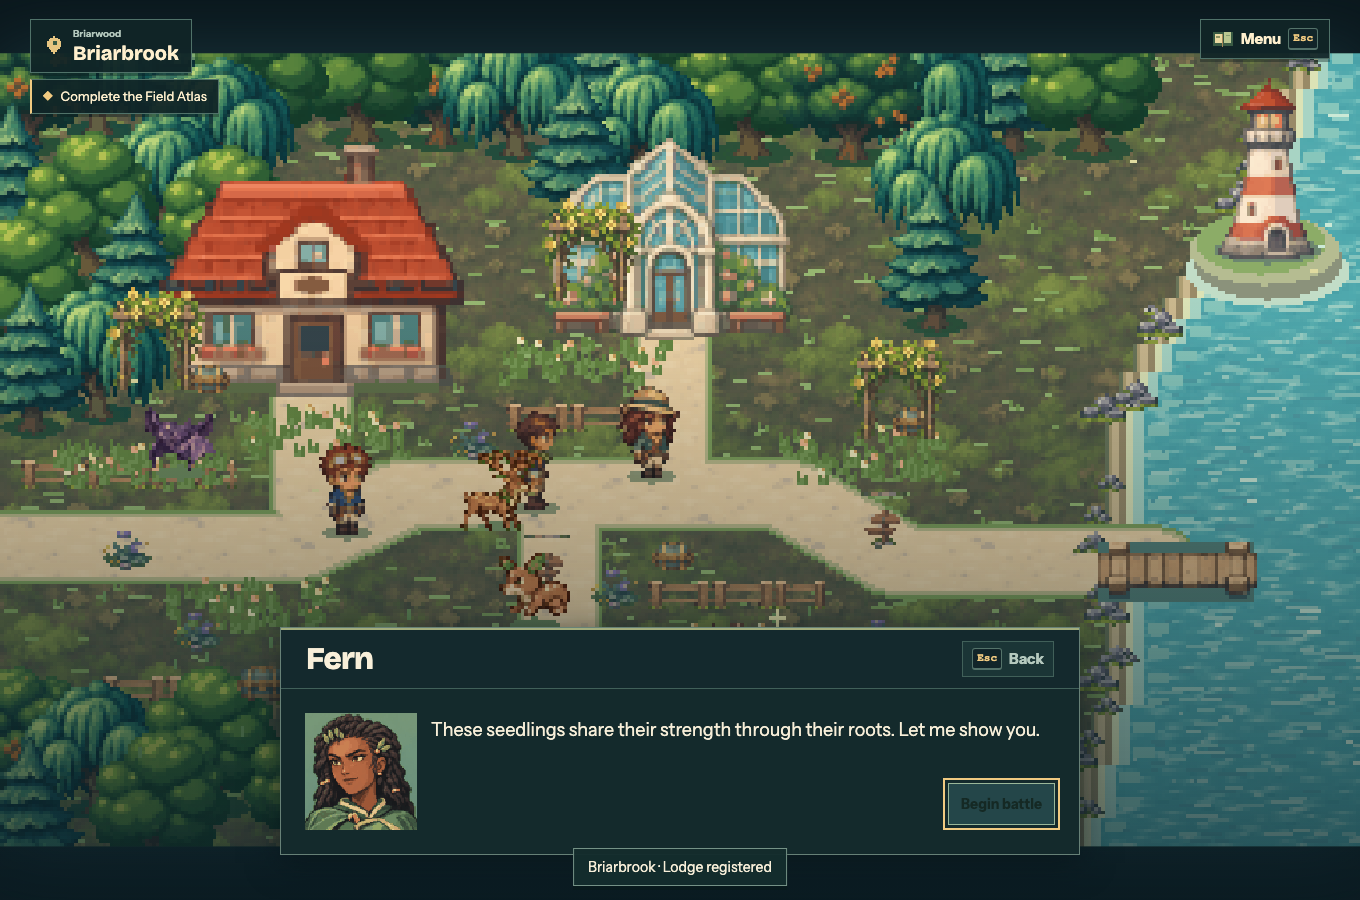 Briarwood
Briarbrook
Complete the Field Atlas
Menu Esc
Fern
Esc Back
These seedlings share their strength through their roots. Let me show you.
Begin battle
Briarbrook · Lodge registered